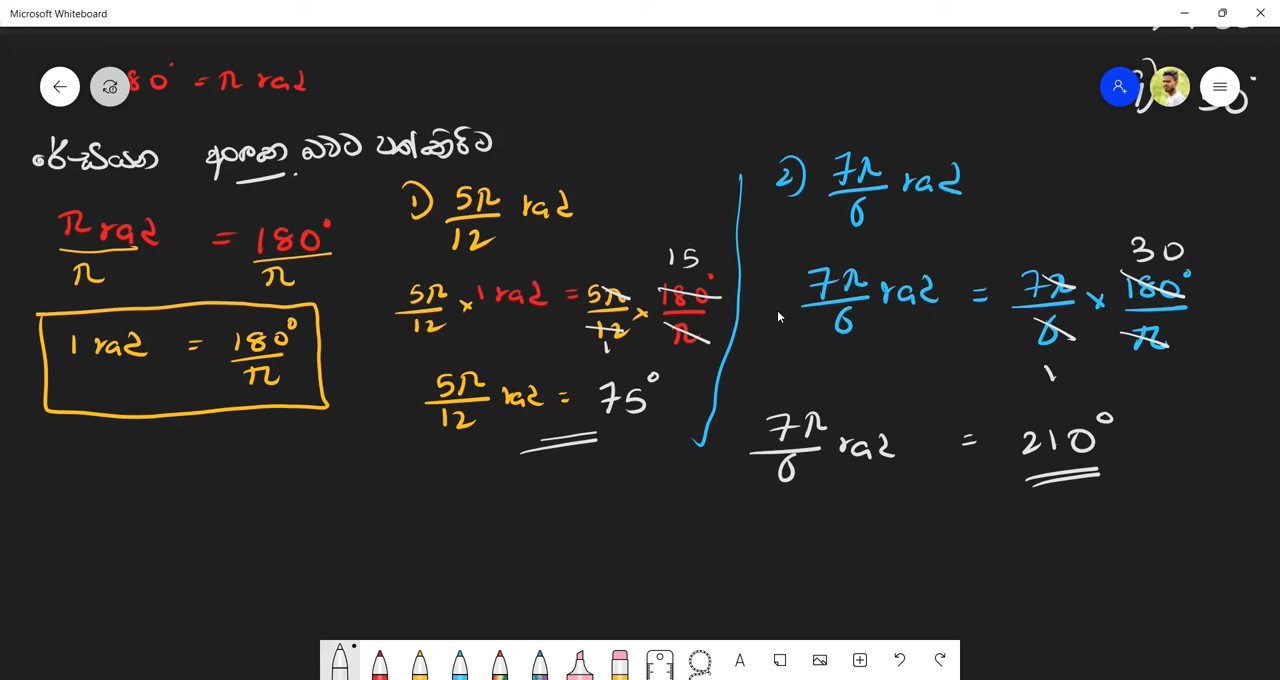 Microsoft Whiteboard
80° = π rad
රේඩියන අංශක බවට පත්කිරීම
π rad / π = 180° / π
1 rad = 180° / π
1) 5π/12 rad
15
5π/12 × 1 rad = 5π/12 × 180°/π
1
5π/12 rad = 75°
2) 7π/6 rad
30
7π/6 rad = 7π/6 × 180°/π
1
7π/6 rad = 210°
A